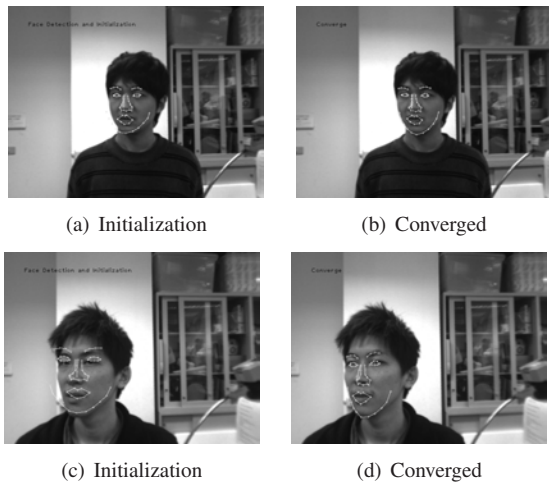 Face Detection and Initialization
Converge
(a) Initialization
(b) Converged
Face Detection and Initialization
Converge
(c) Initialization
(d) Converged